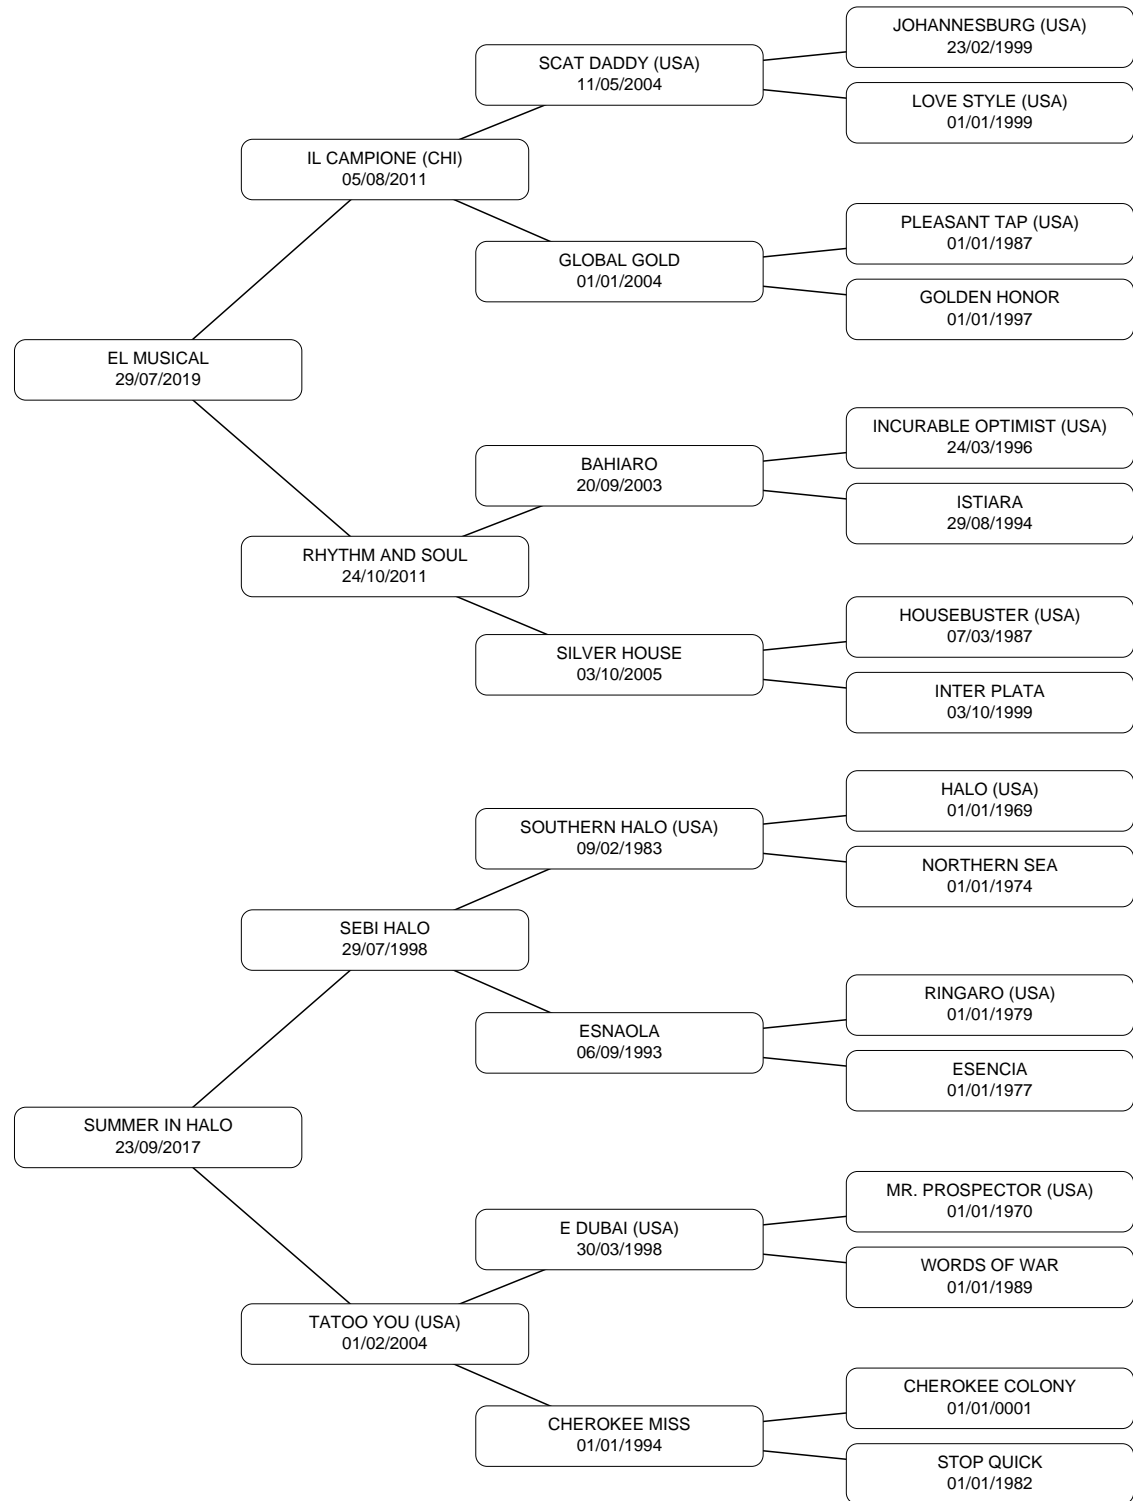 JOHANNESBURG (USA)
23/02/1999
SCAT DADDY (USA)
11/05/2004
LOVE STYLE (USA)
01/01/1999
IL CAMPIONE (CHI)
05/08/2011
PLEASANT TAP (USA)
01/01/1987
GLOBAL GOLD
01/01/2004
GOLDEN HONOR
01/01/1997
EL MUSICAL
29/07/2019
INCURABLE OPTIMIST (USA)
24/03/1996
BAHIARO
20/09/2003
ISTIARA
29/08/1994
RHYTHM AND SOUL
24/10/2011
HOUSEBUSTER (USA)
07/03/1987
SILVER HOUSE
03/10/2005
INTER PLATA
03/10/1999
HALO (USA)
01/01/1969
SOUTHERN HALO (USA)
09/02/1983
NORTHERN SEA
01/01/1974
SEBI HALO
29/07/1998
RINGARO (USA)
01/01/1979
ESNAOLA
06/09/1993
ESENCIA
01/01/1977
SUMMER IN HALO
23/09/2017
MR. PROSPECTOR (USA)
01/01/1970
E DUBAI (USA)
30/03/1998
WORDS OF WAR
01/01/1989
TATOO YOU (USA)
01/02/2004
CHEROKEE COLONY
01/01/0001
CHEROKEE MISS
01/01/1994
STOP QUICK
01/01/1982